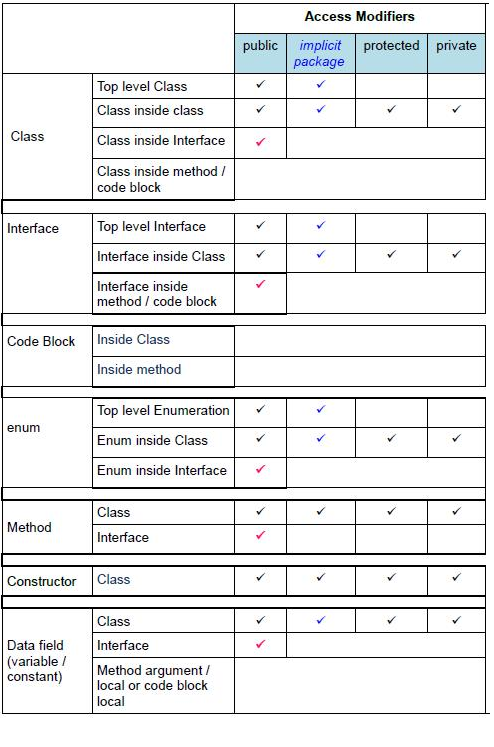 Access Modifiers
public implicit package protected private
Class
Top level Class ✓ ✓
Class inside class ✓ ✓ ✓ ✓
Class inside Interface ✓
Class inside method /
code block
Interface
Top level Interface ✓ ✓
Interface inside Class ✓ ✓ ✓ ✓
Interface inside ✓
method / code block
Code Block
Inside Class
Inside method
enum
Top level Enumeration ✓ ✓
Enum inside Class ✓ ✓ ✓ ✓
Enum inside Interface ✓
Method
Class ✓ ✓ ✓ ✓
Interface ✓
Constructor Class ✓ ✓ ✓ ✓
Data field
(variable /
constant)
Class ✓ ✓ ✓ ✓
Interface ✓
Method argument /
local or code block
local